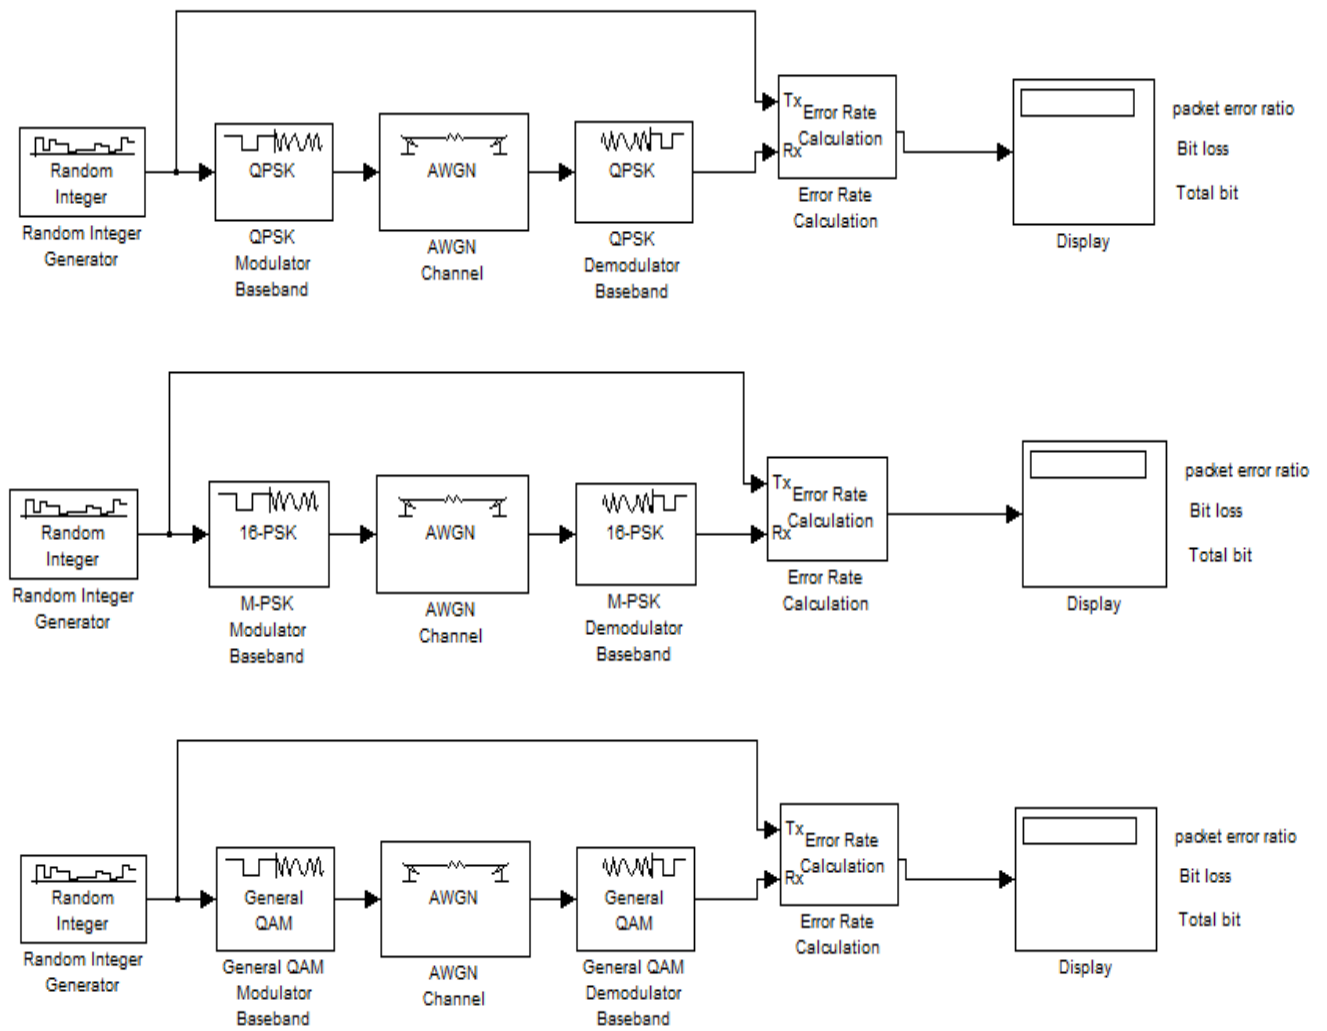 Tx
Error Rate
Calculation
Rx
packet error ratio
Bit loss
Total bit
Random
Integer
QPSK
AWGN
QPSK
Random Integer
Generator
QPSK
Modulator
Baseband
AWGN
Channel
QPSK
Demodulator
Baseband
Error Rate
Calculation
Display
Tx
Error Rate
Calculation
Rx
packet error ratio
Bit loss
Total bit
Random
Integer
16-PSK
AWGN
16-PSK
Random Integer
Generator
M-PSK
Modulator
Baseband
AWGN
Channel
M-PSK
Demodulator
Baseband
Error Rate
Calculation
Display
Tx
Error Rate
Calculation
Rx
packet error ratio
Bit loss
Total bit
Random
Integer
General
QAM
AWGN
General
QAM
Random Integer
Generator
General QAM
Modulator
Baseband
AWGN
Channel
General QAM
Demodulator
Baseband
Error Rate
Calculation
Display